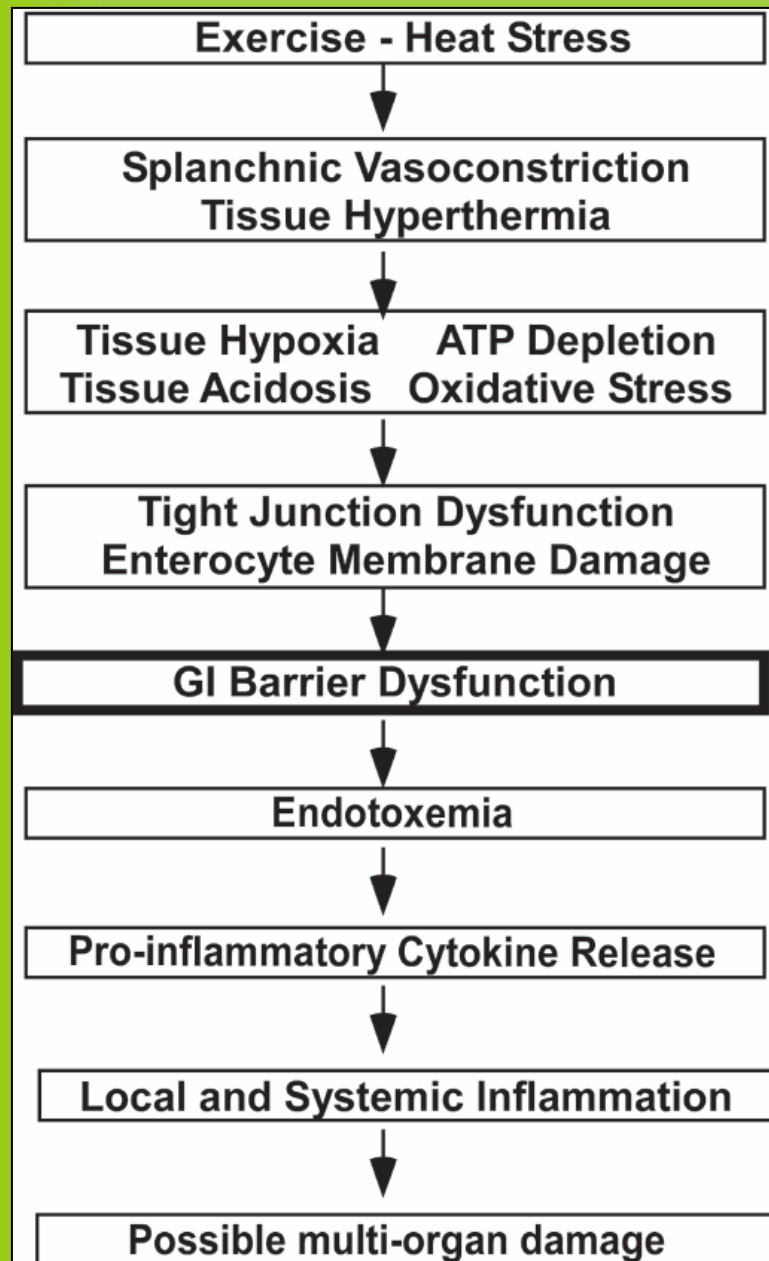 Exercise - Heat Stress
Splanchnic Vasoconstriction
Tissue Hyperthermia
Tissue Hypoxia ATP Depletion
Tissue Acidosis Oxidative Stress
Tight Junction Dysfunction
Enterocyte Membrane Damage
GI Barrier Dysfunction
Endotoxemia
Pro-inflammatory Cytokine Release
Local and Systemic Inflammation
Possible multi-organ damage